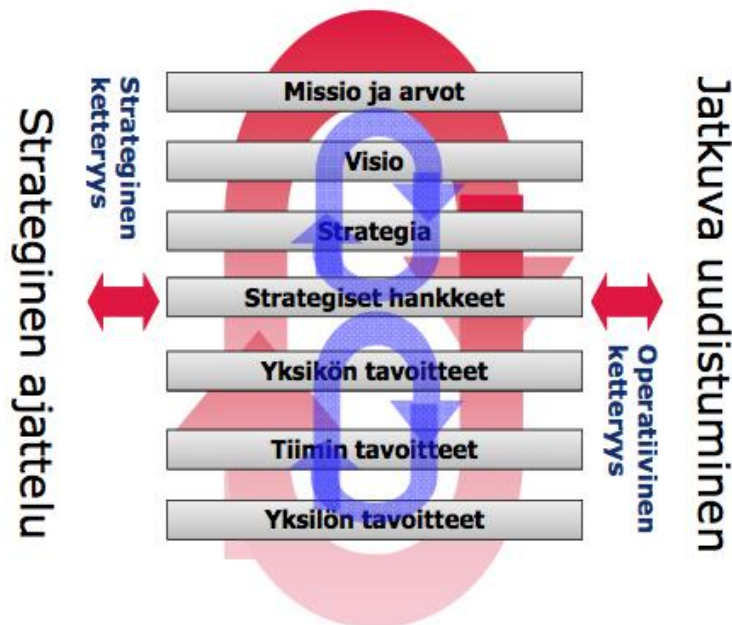 Strateginen ajattelu
Strateginen
ketteryys
Missio ja arvot
Visio
Strategia
Strategiset hankkeet
Yksikön tavoitteet
Tiimin tavoitteet
Yksilön tavoitteet
Operatiivinen
ketteryys
Jatkuva uudistuminen